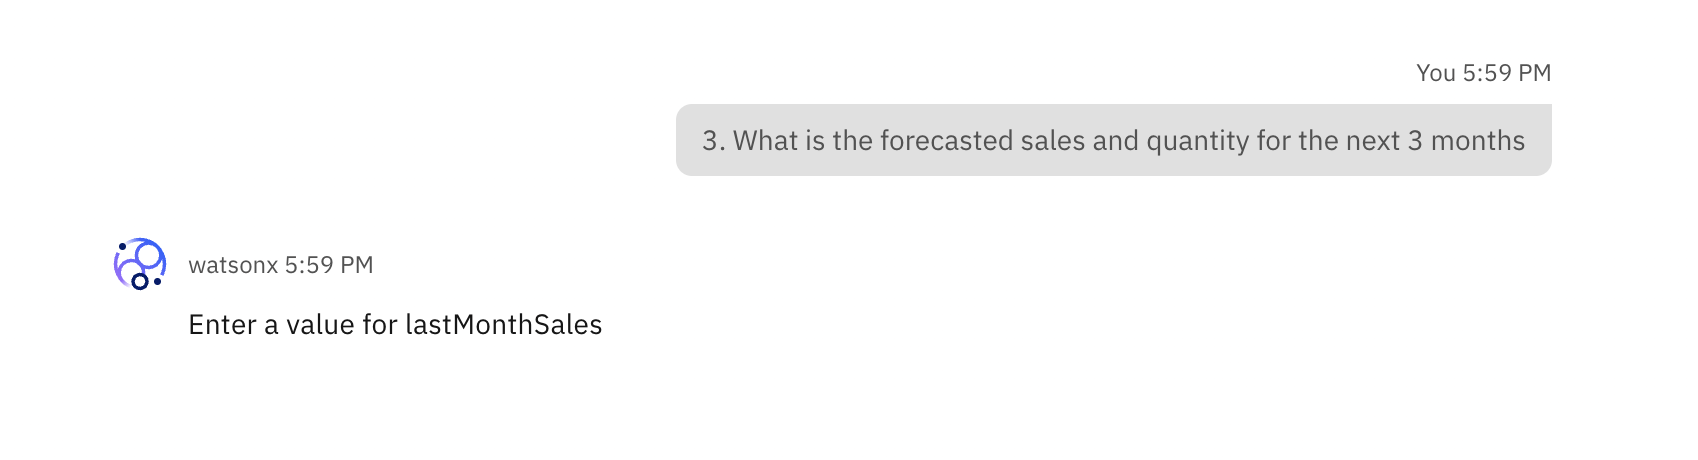 You 5:59 PM
3. What is the forecasted sales and quantity for the next 3 months
watsonx 5:59 PM
Enter a value for lastMonthSales